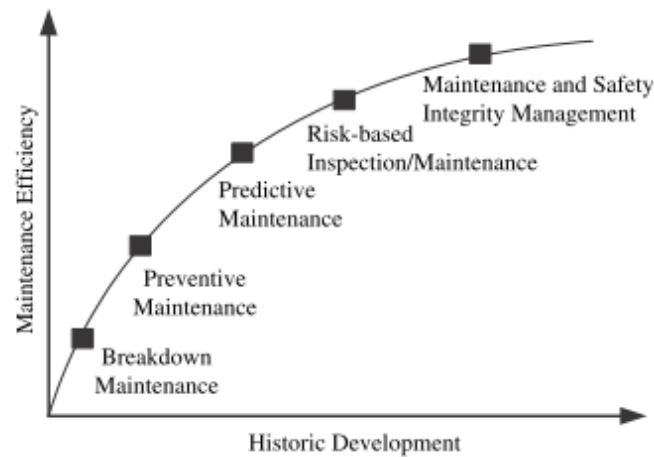 Maintenance Efficiency
Maintenance and Safety
Integrity Management
Risk-based
Inspection/Maintenance
Predictive
Maintenance
Preventive
Maintenance
Breakdown
Maintenance
Historic Development